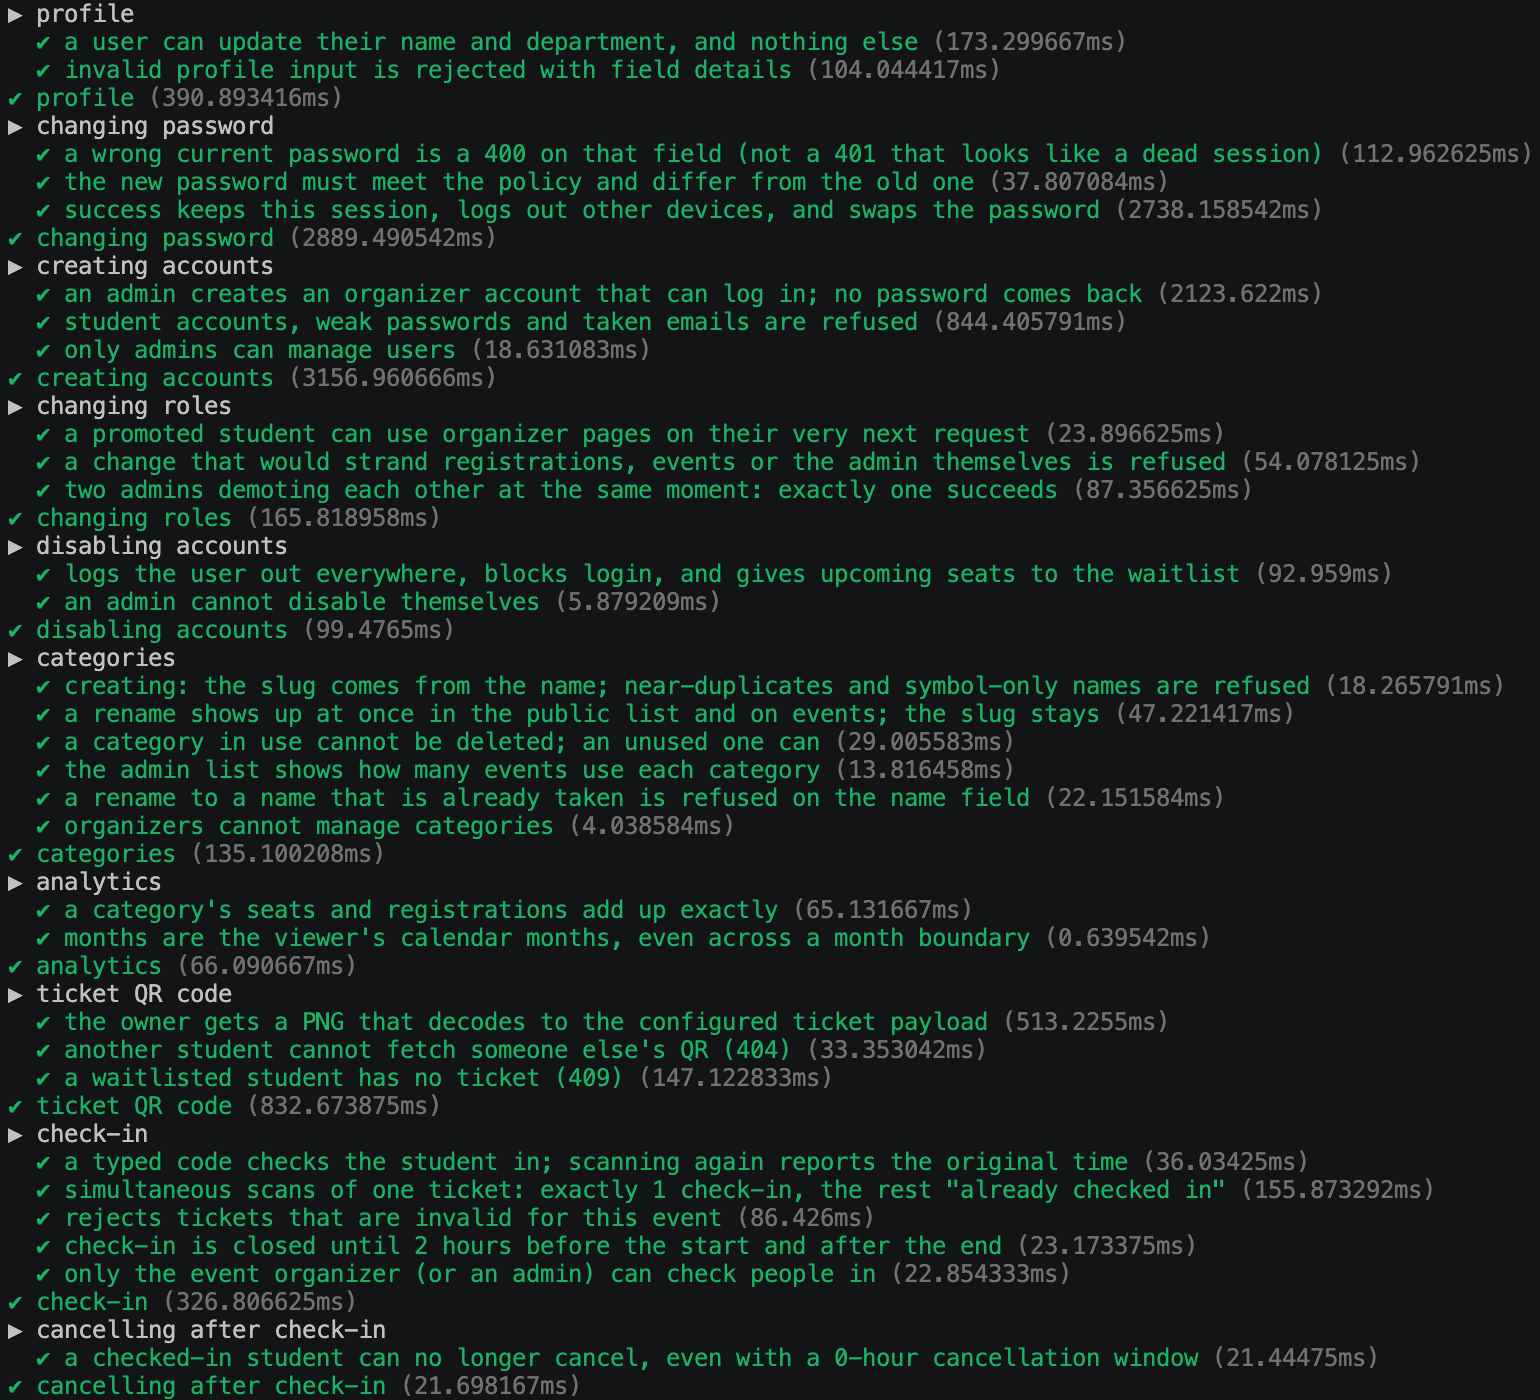 ▶ profile
✔ a user can update their name and department, and nothing else (173.299667ms)
✔ invalid profile input is rejected with field details (104.044417ms)
✔ profile (390.893416ms)
▶ changing password
✔ a wrong current password is a 400 on that field (not a 401 that looks like a dead session) (112.962625ms)
✔ the new password must meet the policy and differ from the old one (37.807084ms)
✔ success keeps this session, logs out other devices, and swaps the password (2738.158542ms)
✔ changing password (2889.490542ms)
▶ creating accounts
✔ an admin creates an organizer account that can log in; no password comes back (2123.622ms)
✔ student accounts, weak passwords and taken emails are refused (844.405791ms)
✔ only admins can manage users (18.631083ms)
✔ creating accounts (3156.960666ms)
▶ changing roles
✔ a promoted student can use organizer pages on their very next request (23.896625ms)
✔ a change that would strand registrations, events or the admin themselves is refused (54.078125ms)
✔ two admins demoting each other at the same moment: exactly one succeeds (87.356625ms)
✔ changing roles (165.818958ms)
▶ disabling accounts
✔ logs the user out everywhere, blocks login, and gives upcoming seats to the waitlist (92.959ms)
✔ an admin cannot disable themselves (5.879209ms)
✔ disabling accounts (99.4765ms)
▶ categories
✔ creating: the slug comes from the name; near-duplicates and symbol-only names are refused (18.265791ms)
✔ a rename shows up at once in the public list and on events; the slug stays (47.221417ms)
✔ a category in use cannot be deleted; an unused one can (29.005583ms)
✔ the admin list shows how many events use each category (13.816458ms)
✔ a rename to a name that is already taken is refused on the name field (22.151584ms)
✔ organizers cannot manage categories (4.038584ms)
✔ categories (135.100208ms)
▶ analytics
✔ a category's seats and registrations add up exactly (65.131667ms)
✔ months are the viewer's calendar months, even across a month boundary (0.639542ms)
✔ analytics (66.090667ms)
▶ ticket QR code
✔ the owner gets a PNG that decodes to the configured ticket payload (513.2255ms)
✔ another student cannot fetch someone else's QR (404) (33.353042ms)
✔ a waitlisted student has no ticket (409) (147.122833ms)
✔ ticket QR code (832.673875ms)
▶ check-in
✔ a typed code checks the student in; scanning again reports the original time (36.03425ms)
✔ simultaneous scans of one ticket: exactly 1 check-in, the rest "already checked in" (155.873292ms)
✔ rejects tickets that are invalid for this event (86.426ms)
✔ check-in is closed until 2 hours before the start and after the end (23.173375ms)
✔ only the event organizer (or an admin) can check people in (22.854333ms)
✔ check-in (326.806625ms)
▶ cancelling after check-in
✔ a checked-in student can no longer cancel, even with a 0-hour cancellation window (21.44475ms)
✔ cancelling after check-in (21.698167ms)